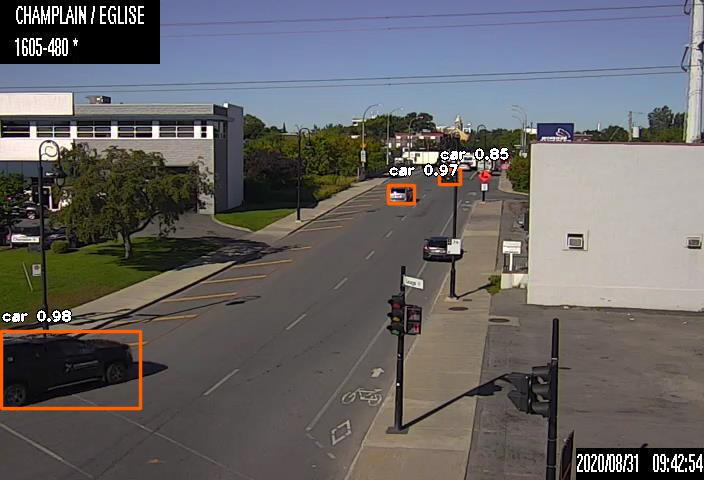 CHAMPLAIN / EGLISE
1605-480 *
car 0.85
car 0.97
car 0.98
2020/08/31 09:42:54